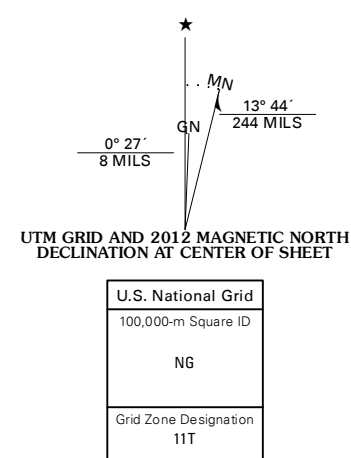 ★
MN
GN
13° 44´
244 MILS
0° 27´
8 MILS
UTM GRID AND 2012 MAGNETIC NORTH
DECLINATION AT CENTER OF SHEET
U.S. National Grid
100,000-m Square ID
NG
Grid Zone Designation
11T